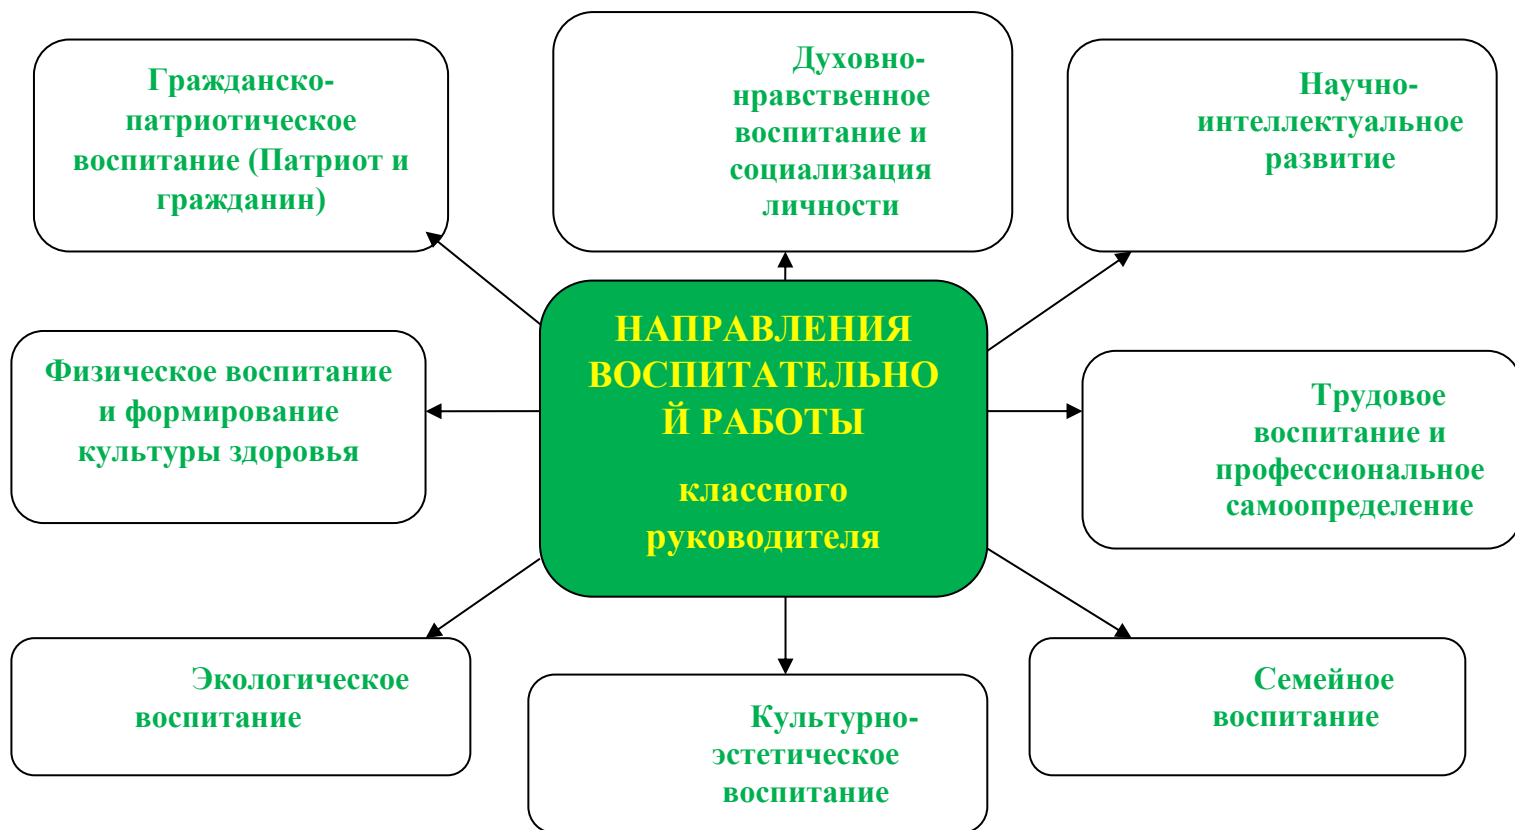 Гражданско-
патриотическое
воспитание (Патриот и
гражданин)
Духовно-
нравственное
воспитание и
социализация
личности
Научно-
интеллектуальное
развитие
Физическое воспитание
и формирование
культуры здоровья
НАПРАВЛЕНИЯ
ВОСПИТАТЕЛЬНО
Й РАБОТЫ
классного
руководителя
Трудовое
воспитание и
профессиональное
самоопределение
Экологическое
воспитание
Культурно-
эстетическое
воспитание
Семейное
воспитание